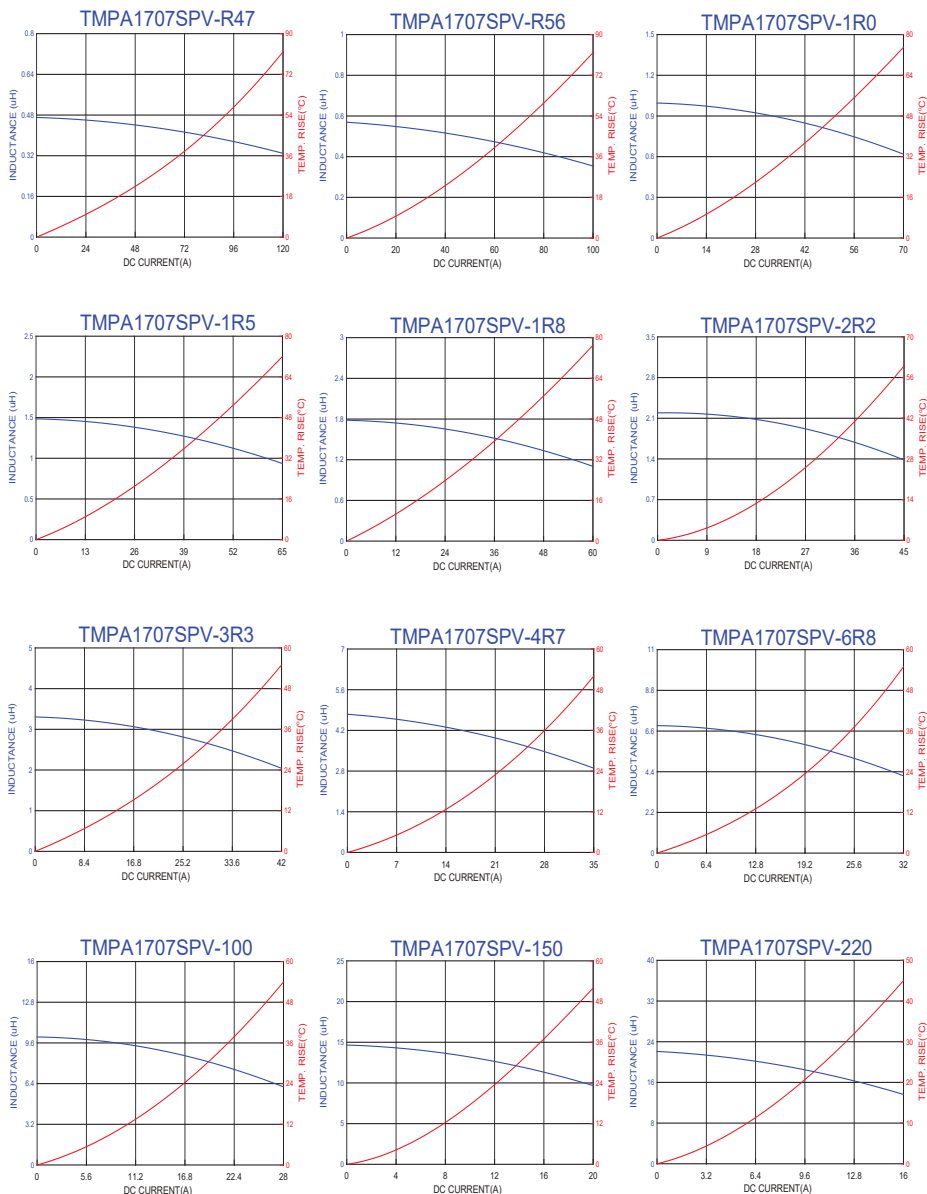 TMPA1707SPV-R47
0.8
0.64
0.48
0.32
0.16
0
INDUCTANCE (uH)
90
72
54
36
18
0
TEMP. RISE(°C)
0 24 48 72 96 120
DC CURRENT(A)
TMPA1707SPV-R56
1
0.8
0.6
0.4
0.2
0
INDUCTANCE (uH)
90
72
54
36
18
0
TEMP. RISE(°C)
0 20 40 60 80 100
DC CURRENT(A)
TMPA1707SPV-1R0
1.5
1.2
0.9
0.6
0.3
0
INDUCTANCE (uH)
80
64
48
32
16
0
TEMP. RISE(°C)
0 14 28 42 56 70
DC CURRENT(A)
TMPA1707SPV-1R5
2.5
2
1.5
1
0.5
0
INDUCTANCE (uH)
80
64
48
32
16
0
TEMP. RISE(°C)
0 13 26 39 52 65
DC CURRENT(A)
TMPA1707SPV-1R8
3
2.4
1.8
1.2
0.6
0
INDUCTANCE (uH)
80
64
48
32
16
0
TEMP. RISE(°C)
0 12 24 36 48 60
DC CURRENT(A)
TMPA1707SPV-2R2
3.5
2.8
2.1
1.4
0.7
0
INDUCTANCE (uH)
70
56
42
28
14
0
TEMP. RISE(°C)
0 9 18 27 36 45
DC CURRENT(A)
TMPA1707SPV-3R3
5
4
3
2
1
0
INDUCTANCE (uH)
60
48
36
24
12
0
TEMP. RISE(°C)
0 8.4 16.8 25.2 33.6 42
DC CURRENT(A)
TMPA1707SPV-4R7
7
5.6
4.2
2.8
1.4
0
INDUCTANCE (uH)
60
48
36
24
12
0
TEMP. RISE(°C)
0 7 14 21 28 35
DC CURRENT(A)
TMPA1707SPV-6R8
11
8.8
6.6
4.4
2.2
0
INDUCTANCE (uH)
60
48
36
24
12
0
TEMP. RISE(°C)
0 6.4 12.8 19.2 25.6 32
DC CURRENT(A)
TMPA1707SPV-100
16
12.8
9.6
6.4
3.2
0
INDUCTANCE (uH)
60
48
36
24
12
0
TEMP. RISE(°C)
0 5.6 11.2 16.8 22.4 28
DC CURRENT(A)
TMPA1707SPV-150
25
20
15
10
5
0
INDUCTANCE (uH)
60
48
36
24
12
0
TEMP. RISE(°C)
0 4 8 12 16 20
DC CURRENT(A)
TMPA1707SPV-220
40
32
24
16
8
0
INDUCTANCE (uH)
50
40
30
20
10
0
TEMP. RISE(°C)
0 3.2 6.4 9.6 12.8 16
DC CURRENT(A)